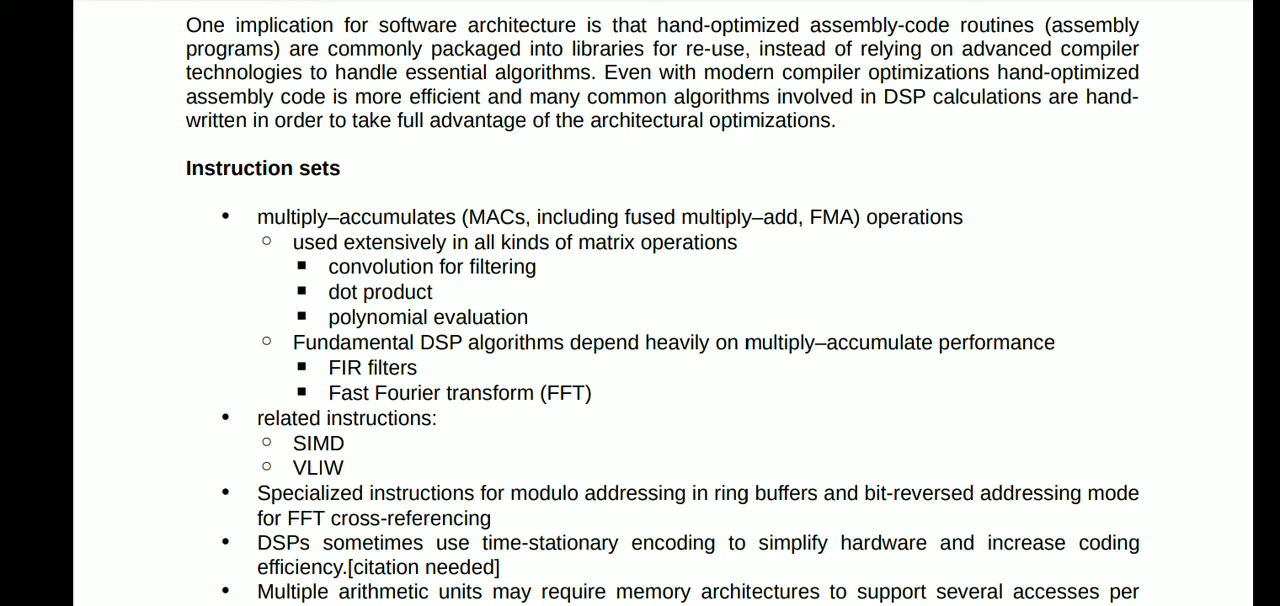 One implication for software architecture is that hand-optimized assembly-code routines (assembly
programs) are commonly packaged into libraries for re-use, instead of relying on advanced compiler
technologies to handle essential algorithms. Even with modern compiler optimizations hand-optimized
assembly code is more efficient and many common algorithms involved in DSP calculations are hand-
written in order to take full advantage of the architectural optimizations.
Instruction sets
• multiply–accumulates (MACs, including fused multiply–add, FMA) operations
○ used extensively in all kinds of matrix operations
■ convolution for filtering
■ dot product
■ polynomial evaluation
○ Fundamental DSP algorithms depend heavily on multiply–accumulate performance
■ FIR filters
■ Fast Fourier transform (FFT)
• related instructions:
○ SIMD
○ VLIW
• Specialized instructions for modulo addressing in ring buffers and bit-reversed addressing mode
for FFT cross-referencing
• DSPs sometimes use time-stationary encoding to simplify hardware and increase coding
efficiency.[citation needed]
• Multiple arithmetic units may require memory architectures to support several accesses per